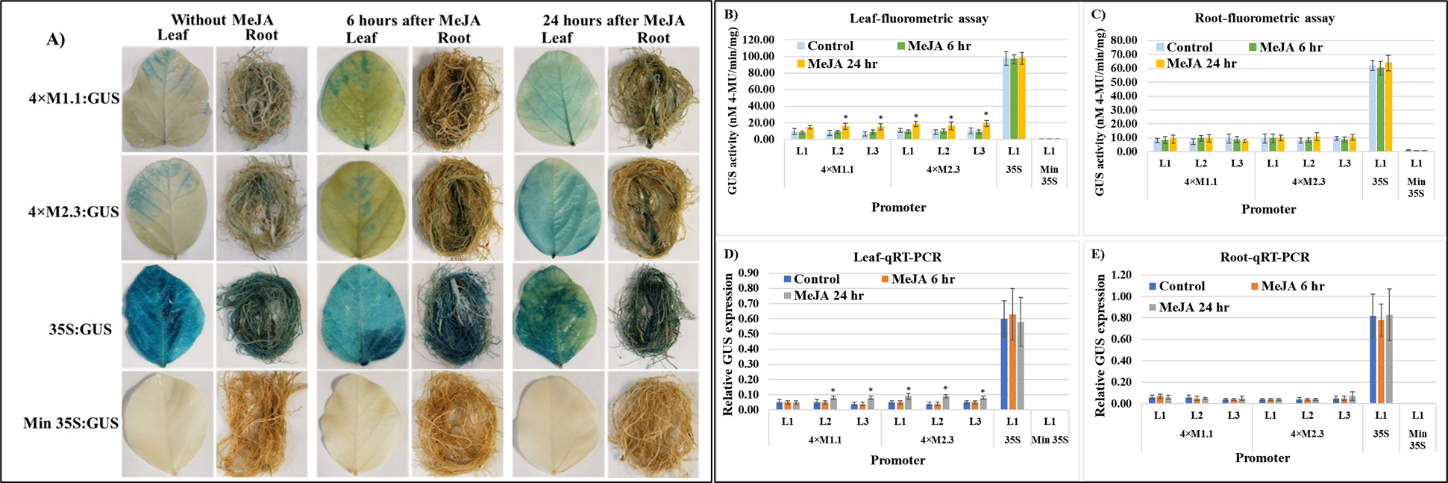 A)
Without MeJA 6 hours after MeJA 24 hours after MeJA
Leaf Root Leaf Root Leaf Root
4×M1.1:GUS
4×M2.3:GUS
35S:GUS
Min 35S:GUS
B) Leaf-fluorometric assay
GUS activity (nM 4-MU/min/mg)
120.00
100.00
80.00
60.00
40.00
20.00
0.00
Control MeJA 6 hr
MeJA 24 hr
* * * * *
L1 L2 L3 L1 L2 L3 L1 L1
4×M1.1 4×M2.3 35S Min
35S
Promoter
C) Root-fluorometric assay
GUS activity (nM 4-MU/min/mg)
80.00
70.00
60.00
50.00
40.00
30.00
20.00
10.00
0.00
Control MeJA 6 hr
MeJA 24 hr
L1 L2 L3 L1 L2 L3 L1 L1
4×M1.1 4×M2.3 35S Min
35S
Promoter
D) Leaf-qRT-PCR
Relative GUS expression
0.90
0.80
0.70
0.60
0.50
0.40
0.30
0.20
0.10
0.00
Control MeJA 6 hr
MeJA 24 hr
* * * * *
L1 L2 L3 L1 L2 L3 L1 L1
4×M1.1 4×M2.3 35S Min 35S
Promoter
E) Root-qRT-PCR
Relative GUS expression
1.20
1.00
0.80
0.60
0.40
0.20
0.00
Control MeJA 6 hr
MeJA 24 hr
L1 L2 L3 L1 L2 L3 L1 L1
4×M1.1 4×M2.3 35S Min
35S
Promoter